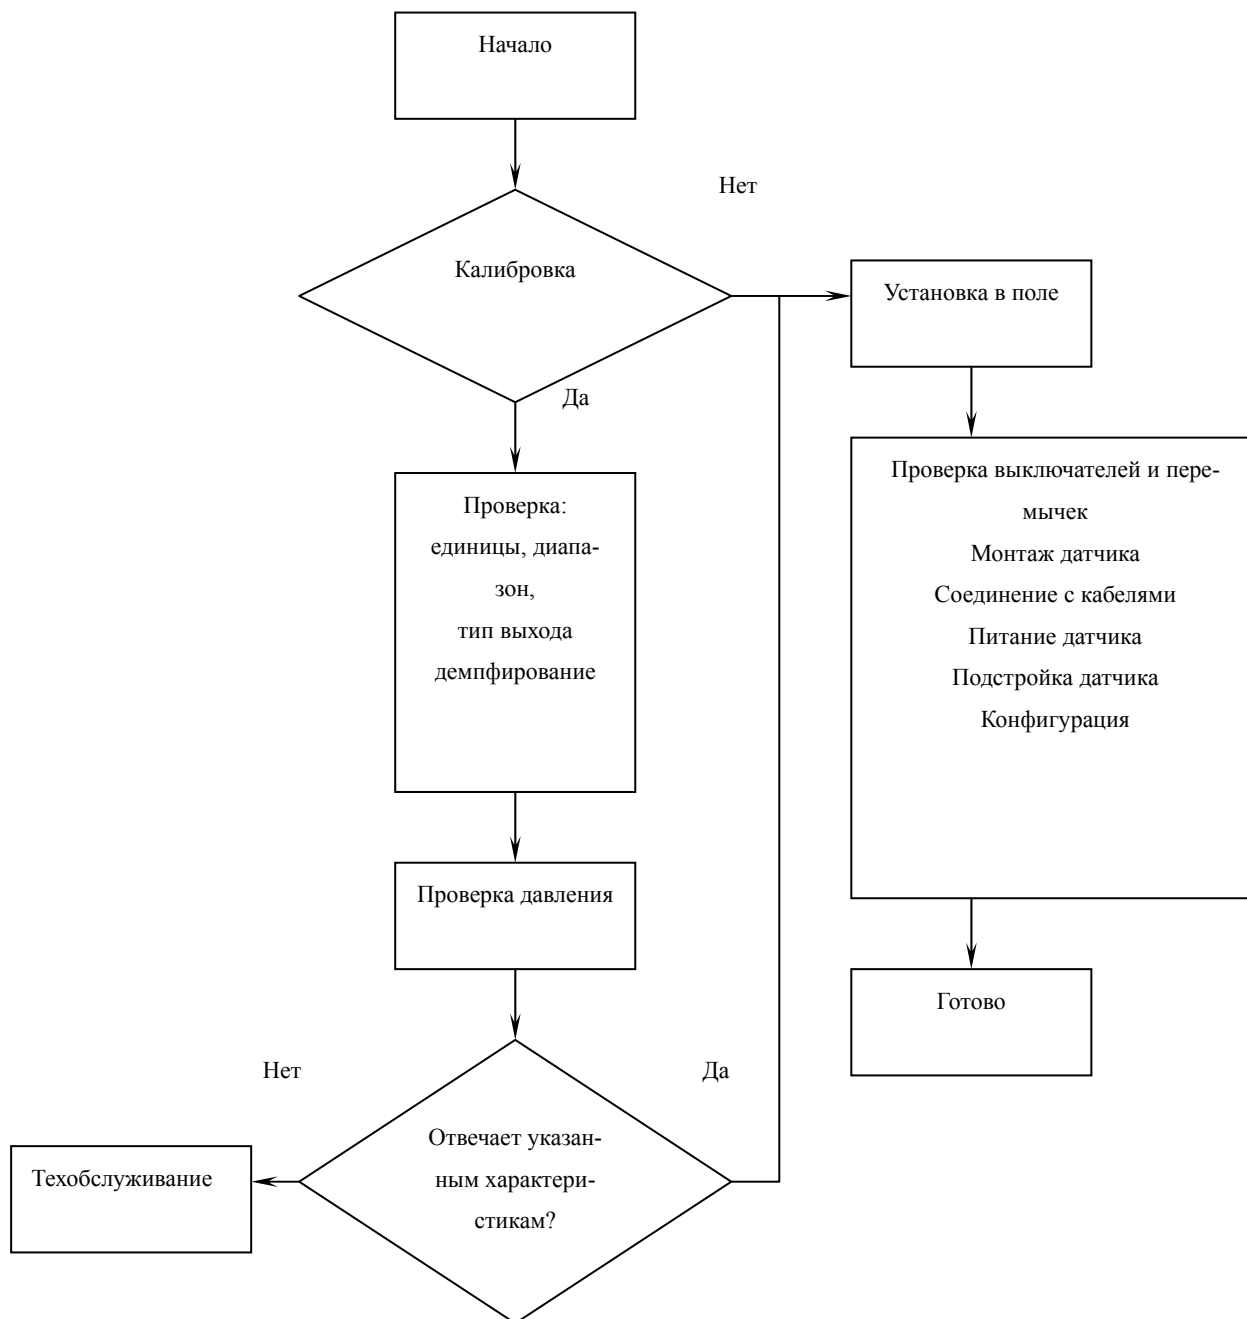 Начало
Нет
Калибровка
Установка в поле
Да
Проверка выключателей и пере-
мычек
Монтаж датчика
Соединение с кабелями
Питание датчика
Подстройка датчика
Конфигурация
Проверка:
единицы, диапа-
зон,
тип выхода
демпфирование
Проверка давления
Готово
Нет
Да
Отвечает указан-
ным характери-
стикам?
Техобслуживание